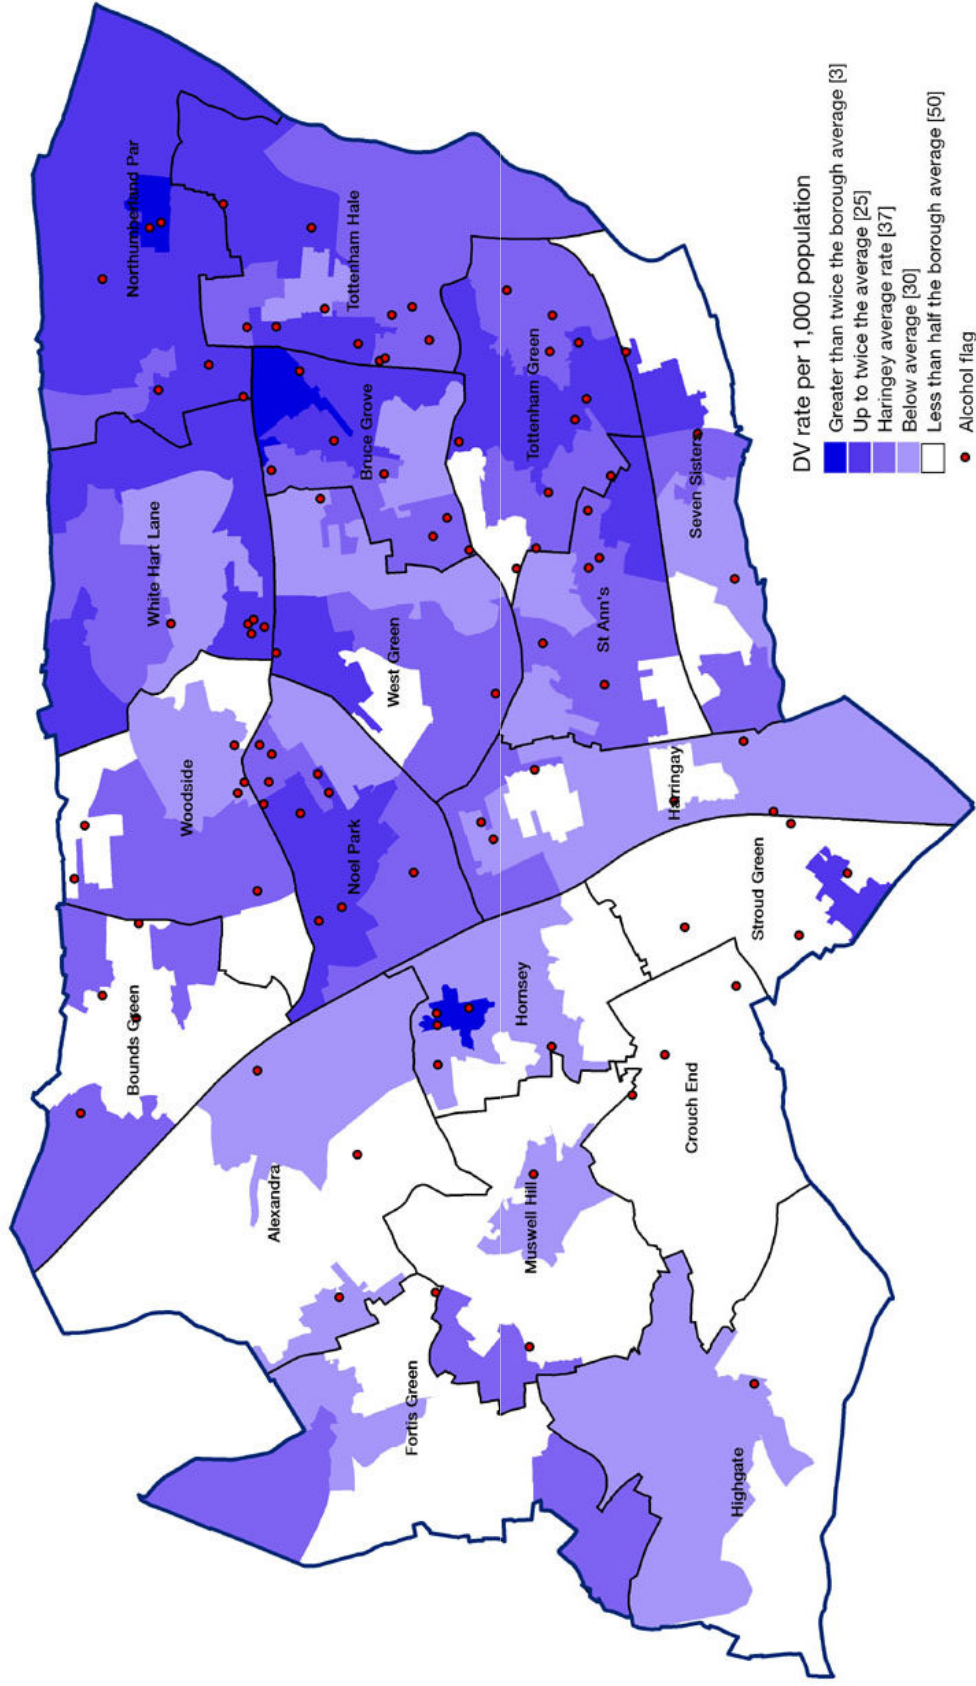 Northumberland Par
Tottenham Hale
White Hart Lane
Bruce Grove
Tottenham Green
West Green
St Ann's
Seven Sisters
Woodside
Noel Park
Harringay
Bounds Green
Hornsey
Stroud Green
Alexandra
Muswell Hill
Crouch End
Fortis Green
Highgate
DV rate per 1,000 population
Greater than twice the borough average [3]
Up to twice the average [25]
Haringey average rate [37]
Below average [30]
Less than half the borough average [50]
Alcohol flag